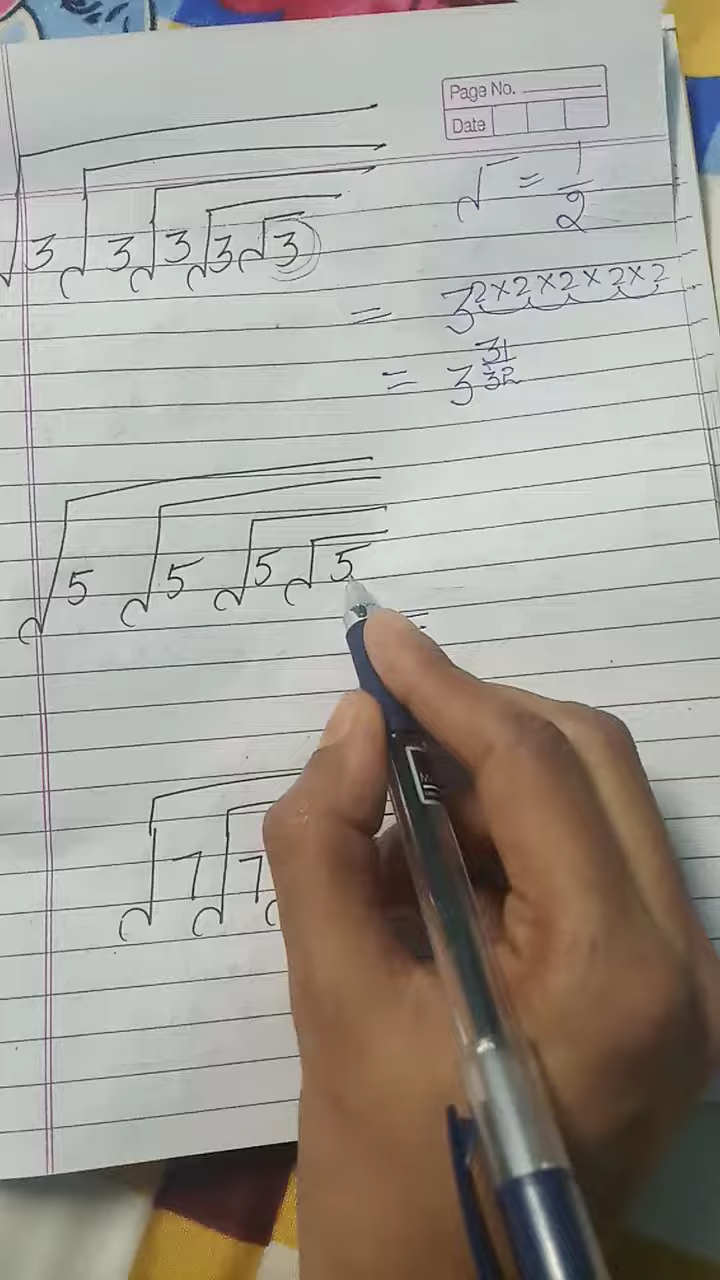 Page No.
Date
√ = 1/2
√3√3√3√3√3
= 3^2×2×2×2×2
= 3^31/32
√5√5√5√5
=
√7√7